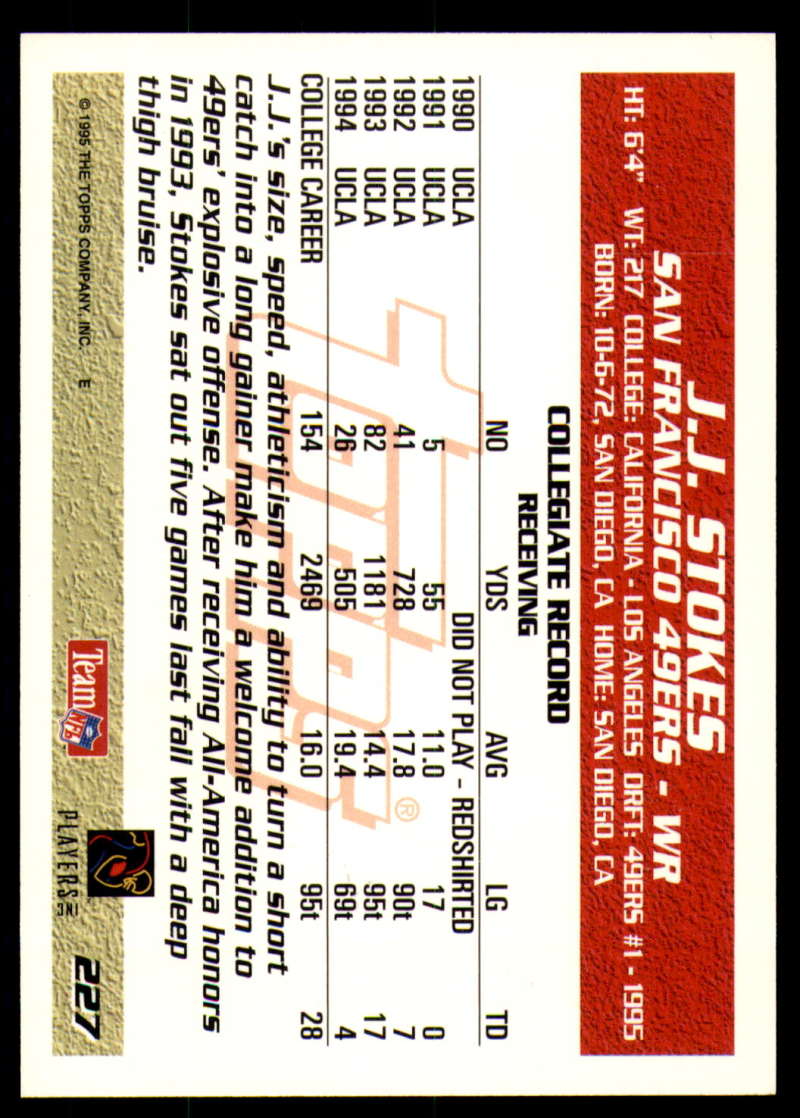 J.J. STOKES
SAN FRANCISCO 49ERS - WR
HT: 6'4" WT: 217 COLLEGE: CALIFORNIA - LOS ANGELES DRFT: 49ERS #1 - 1995
BORN: 10-6-72, SAN DIEGO, CA HOME: SAN DIEGO, CA
COLLEGIATE RECORD
RECEIVING
NO YDS AVG LG TD
1990 UCLA DID NOT PLAY - REDSHIRTED
1991 UCLA 5 55 11.0 17 0
1992 UCLA 41 728 17.8 90t 7
1993 UCLA 82 1181 14.4 95t 17
1994 UCLA 26 505 19.4 69t 4
COLLEGE CAREER 154 2469 16.0 95t 28
J.J.'s size, speed, athleticism and ability to turn a short
catch into a long gainer make him a welcome addition to
49ers' explosive offense. After receiving All-America honors
in 1993, Stokes sat out five games last fall with a deep
thigh bruise.
Topps®
© 1995 THE TOPPS COMPANY, INC. E
Team NFL
PLAYERS INC
227